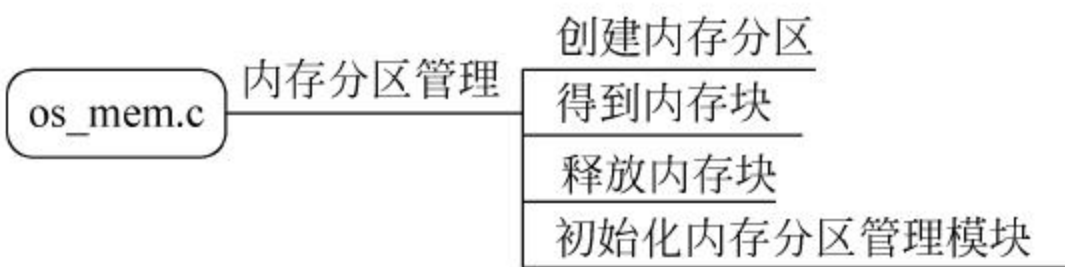 os_mem.c
内存分区管理
创建内存分区
得到内存块
释放内存块
初始化内存分区管理模块